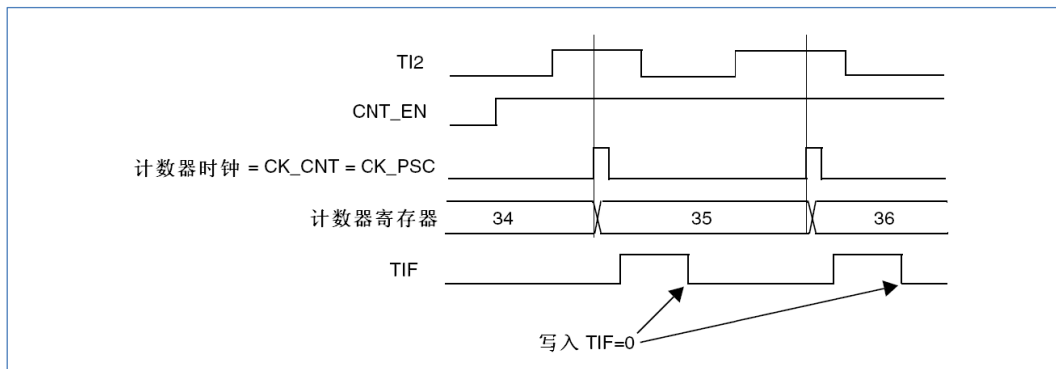 TI2
CNT_EN
计数器时钟 = CK_CNT = CK_PSC
计数器寄存器 34 35 36
TIF
写入 TIF=0